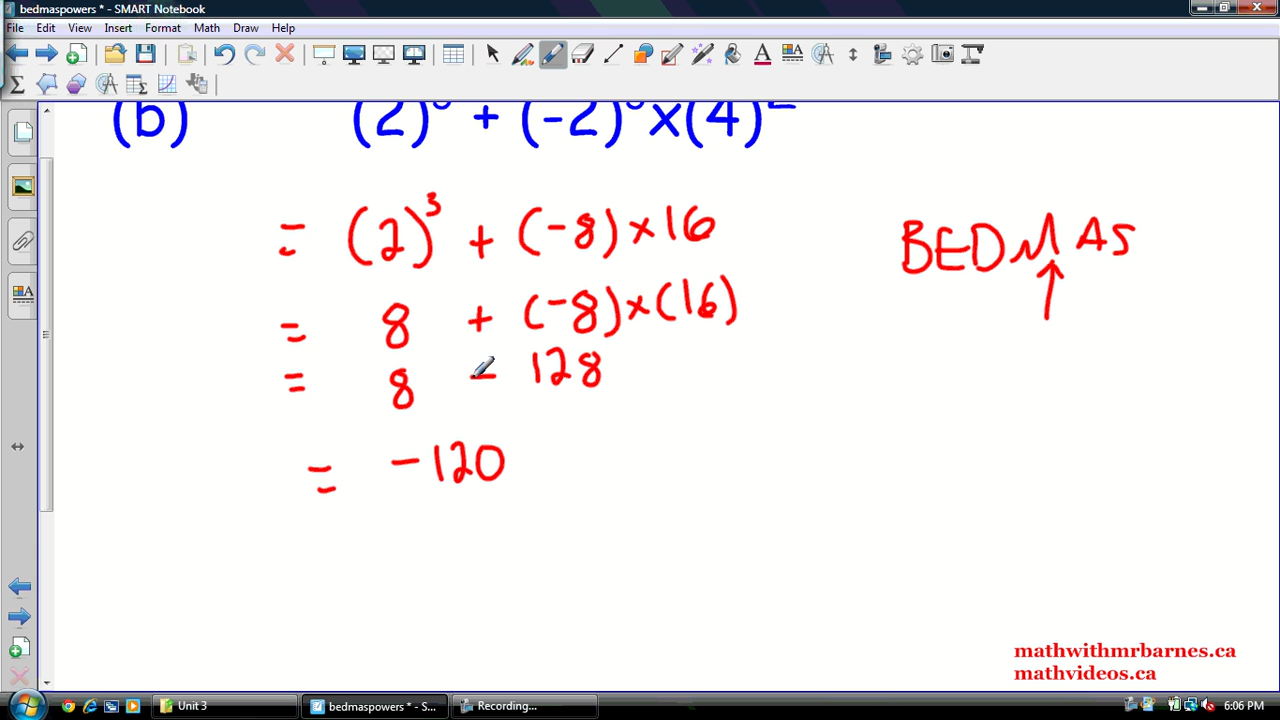 bedmaspowers * - SMART Notebook
File Edit View Insert Format Math Draw Help
(b) (2)³ + (-2)³x(4)²
= (2)³ + (-8) x 16
BEDMAS
= 8 + (-8) x (16)
= 8 - 128
= -120
mathwithmrbarnes.ca
mathvideos.ca
Unit 3 bedmaspowers * - S... Recording... 6:06 PM